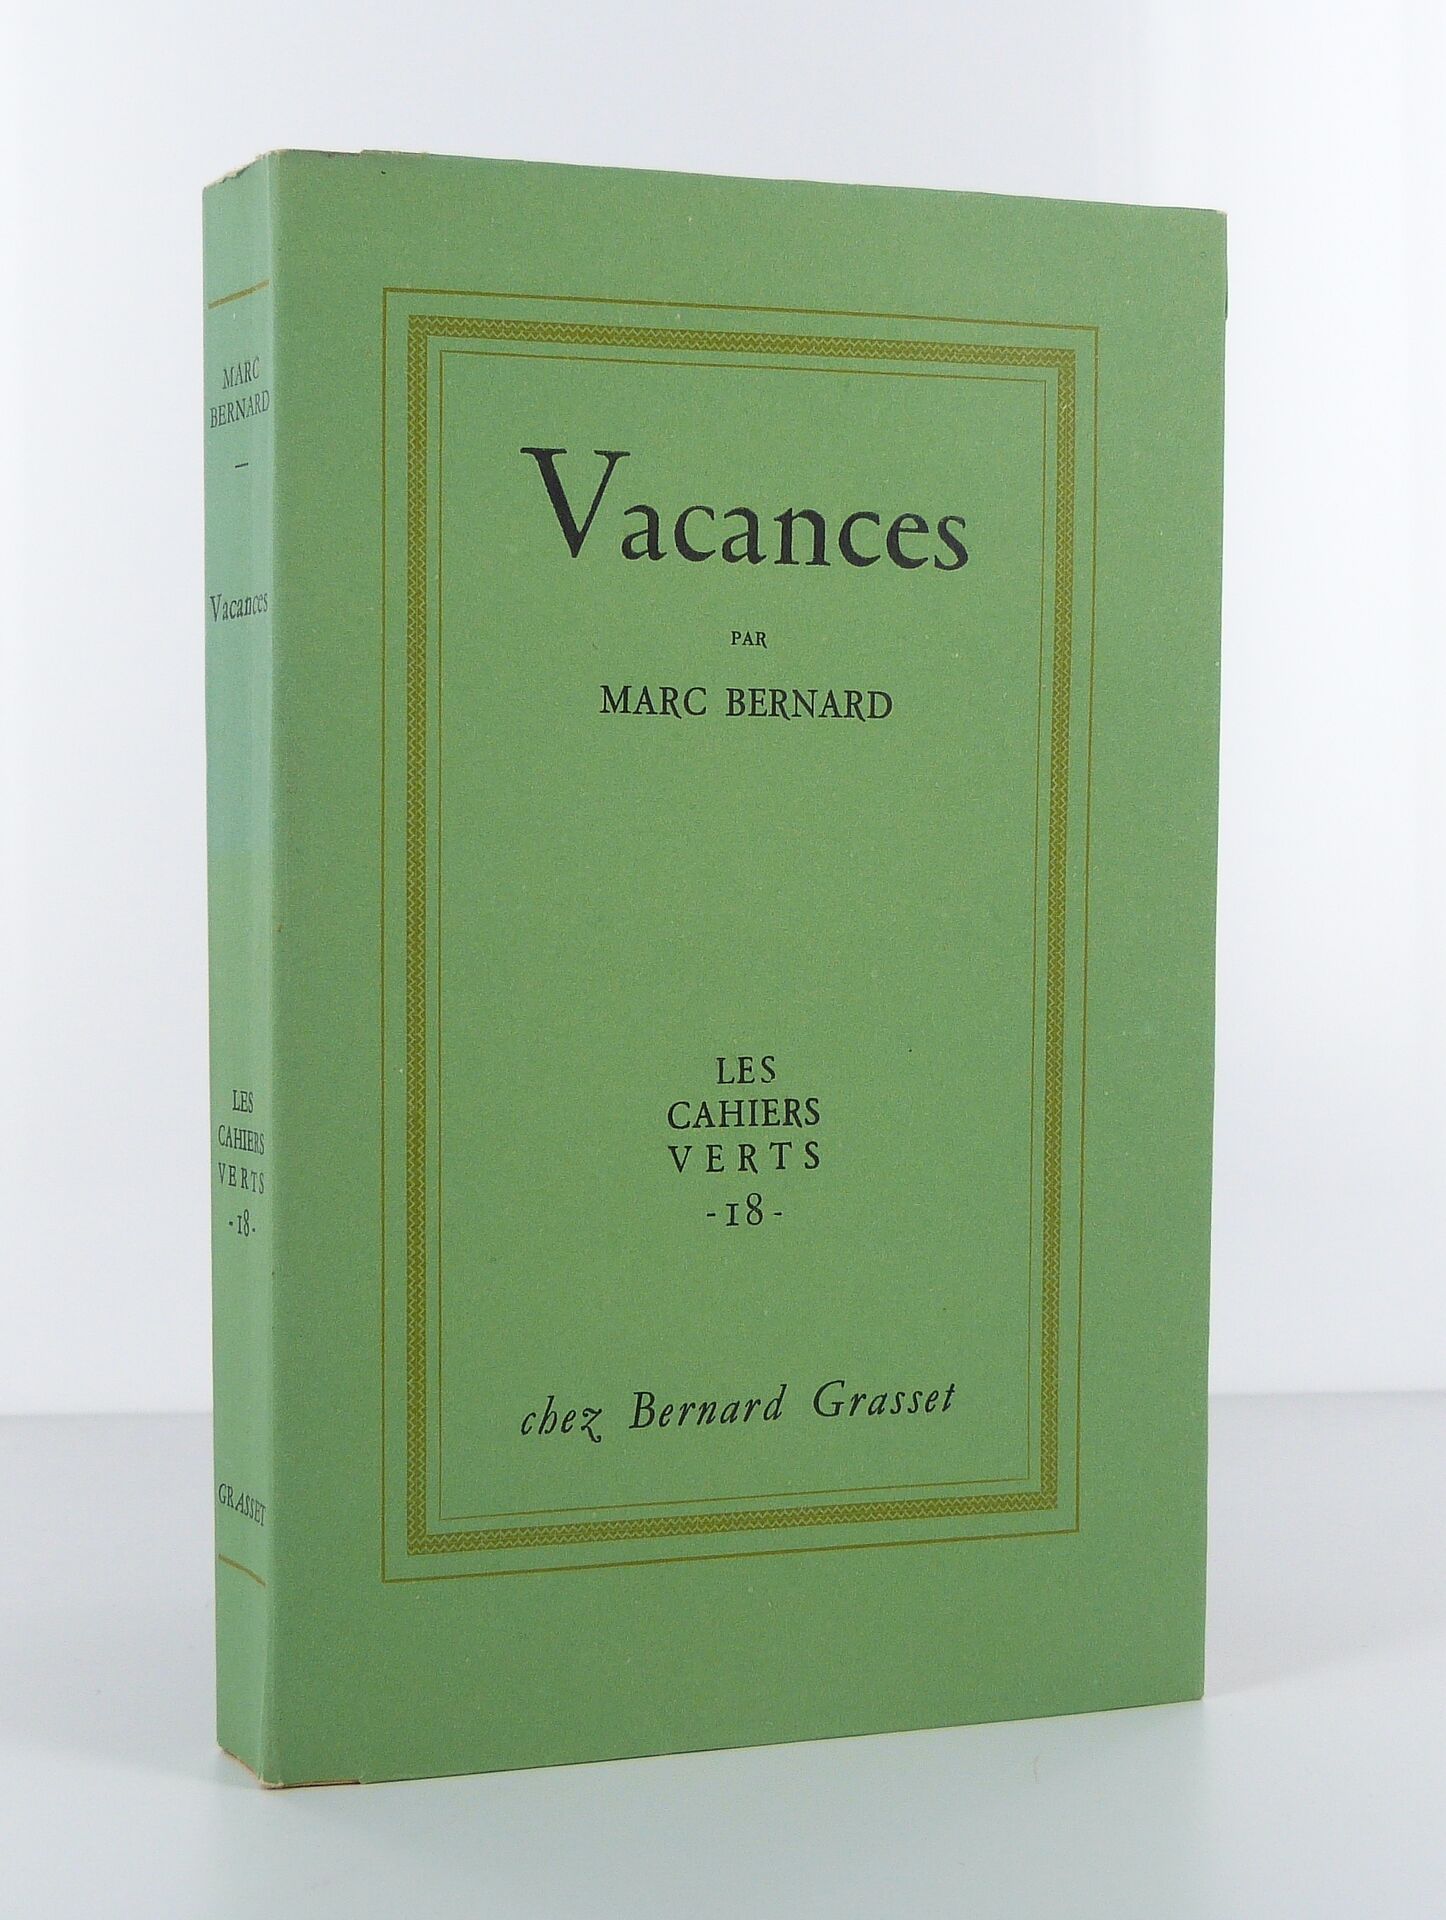 MARC
BERNARD
—
Vacances
LES
CAHIERS
VERTS
-18-
GRASSET
Vacances
PAR
MARC BERNARD
LES
CAHIERS
VERTS
-18-
chez Bernard Grasset